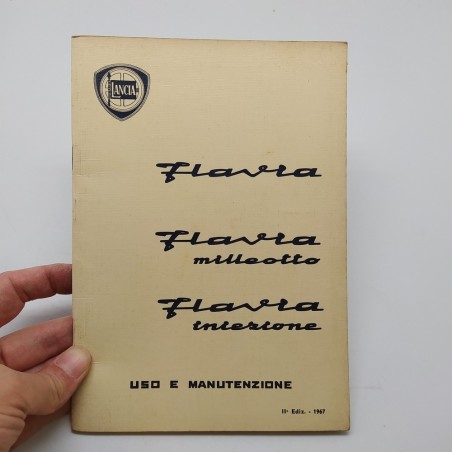 LANCIA
Flavia
Flavia
milleotto
Flavia
iniezione
USO E MANUTENZIONE
IIª Ediz. - 1967